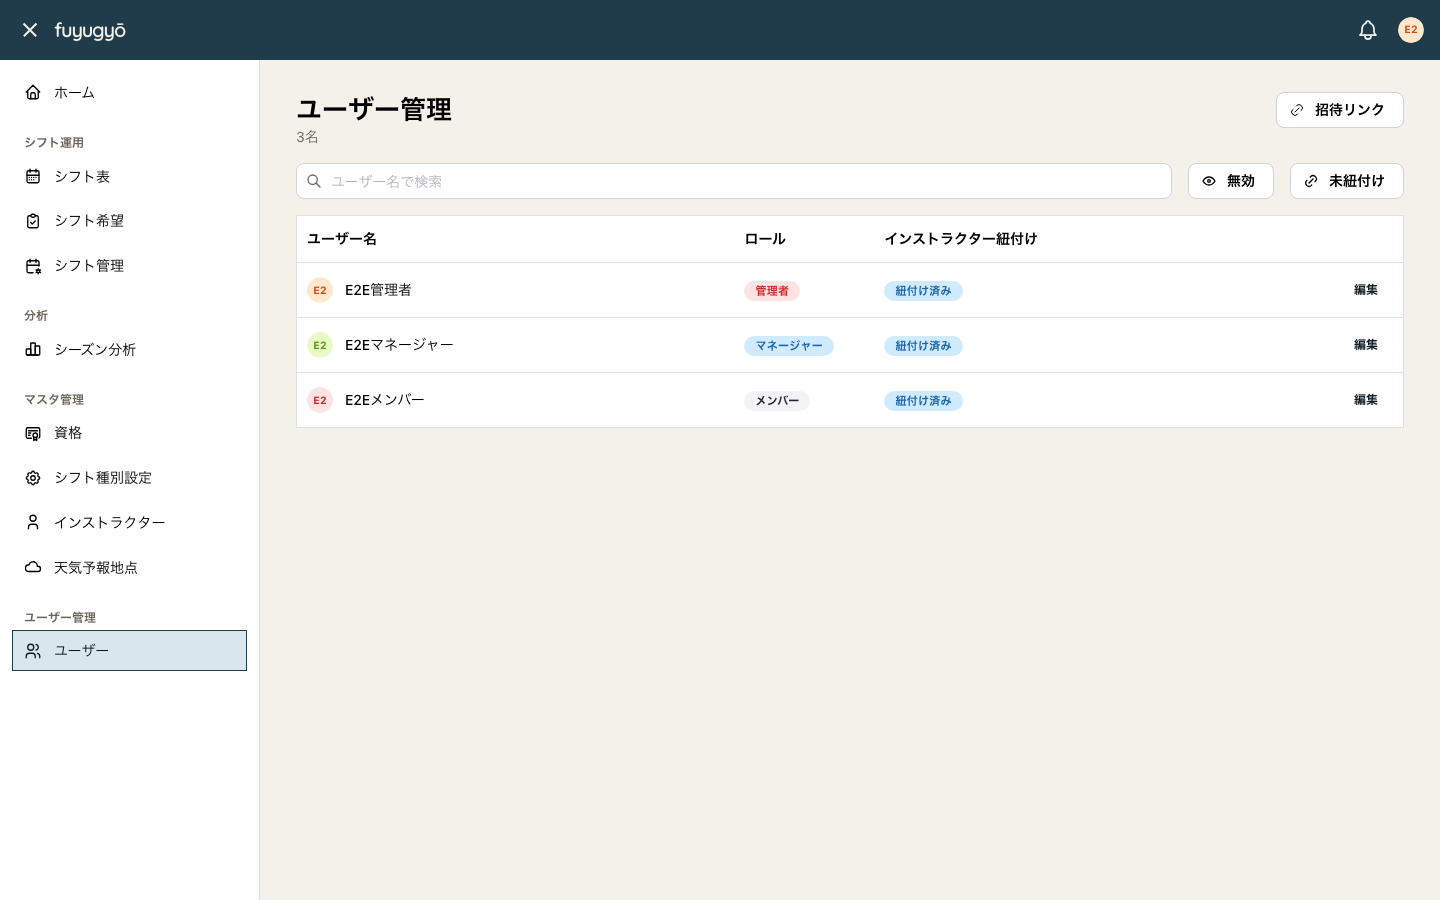 fuyugyō
E2
ホーム
シフト運用
シフト表
シフト希望
シフト管理
分析
シーズン分析
マスタ管理
資格
シフト種別設定
インストラクター
天気予報地点
ユーザー管理
ユーザー
ユーザー管理
3名
招待リンク
ユーザー名で検索
無効
未紐付け
ユーザー名 ロール インストラクター紐付け
E2 E2E管理者 管理者 紐付け済み 編集
E2 E2Eマネージャー マネージャー 紐付け済み 編集
E2 E2Eメンバー メンバー 紐付け済み 編集